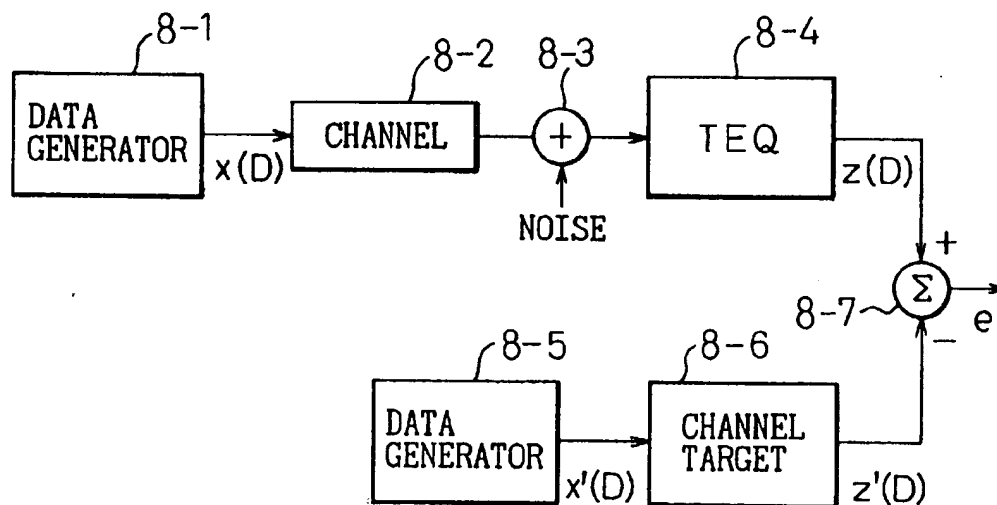 8-1
8-2
8-3
8-4
DATA
GENERATOR
x(D)
CHANNEL
+
NOISE
TEQ
z(D)
+
Σ
8-7
−
e
8-5
8-6
DATA
GENERATOR
x'(D)
CHANNEL
TARGET
z'(D)